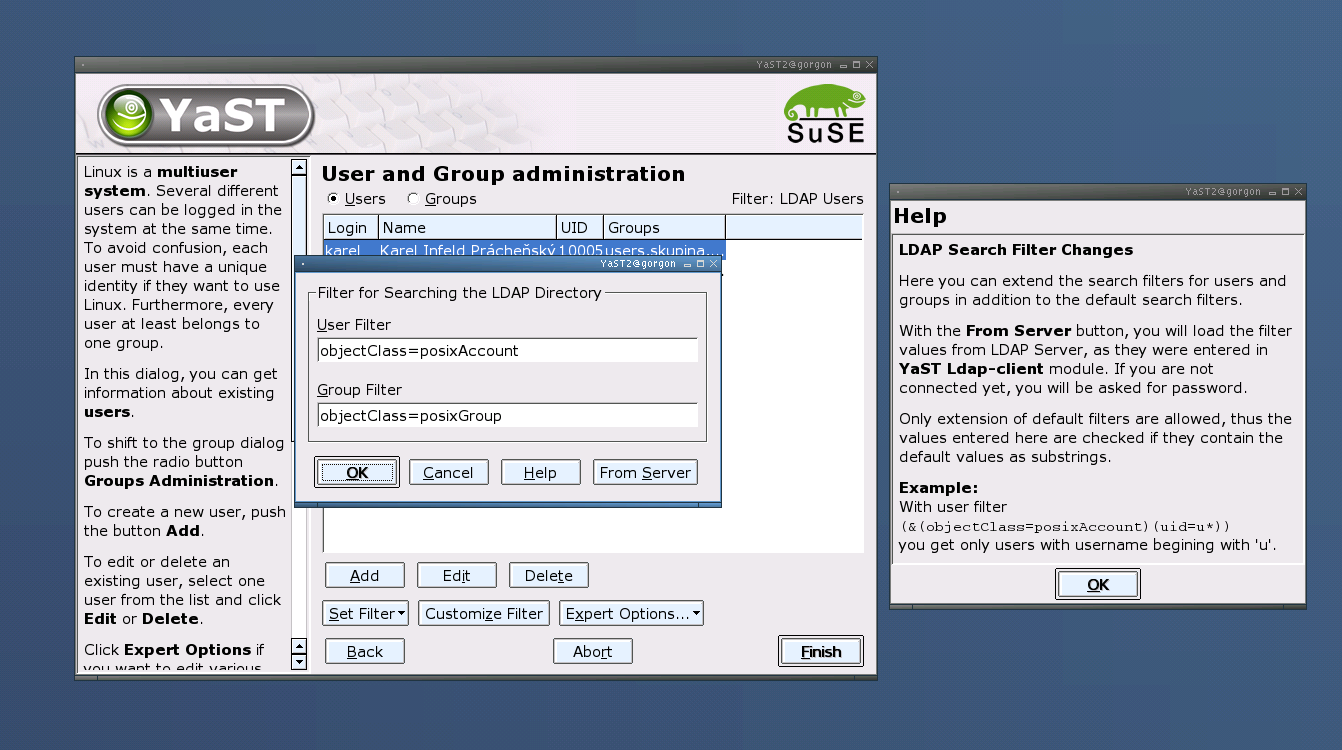 YaST2@gorgon
YaST
SuSE
Linux is a multiuser
system. Several different
users can be logged in the
system at the same time.
To avoid confusion, each
user must have a unique
identity if they want to use
Linux. Furthermore, every
user at least belongs to
one group.
In this dialog, you can get
information about existing
users.
To shift to the group dialog
push the radio button
Groups Administration.
To create a new user, push
the button Add.
To edit or delete an
existing user, select one
user from the list and click
Edit or Delete.
Click Expert Options if
you want to edit various
User and Group administration
Users Groups Filter: LDAP Users
Login Name UID Groups
karel Karel Infeld Prácheňský 10005 users,skupina,...
YaST2@gorgon
Filter for Searching the LDAP Directory
User Filter
objectClass=posixAccount
Group Filter
objectClass=posixGroup
OK Cancel Help From Server
Add Edit Delete
Set Filter Customize Filter Expert Options...
Back Abort Finish
YaST2@gorgon
Help
LDAP Search Filter Changes
Here you can extend the search filters for users and
groups in addition to the default search filters.
With the From Server button, you will load the filter
values from LDAP Server, as they were entered in
YaST Ldap-client module. If you are not
connected yet, you will be asked for password.
Only extension of default filters are allowed, thus the
values entered here are checked if they contain the
default values as substrings.
Example:
With user filter
(&(objectClass=posixAccount)(uid=u*))
you get only users with username begining with 'u'.
OK